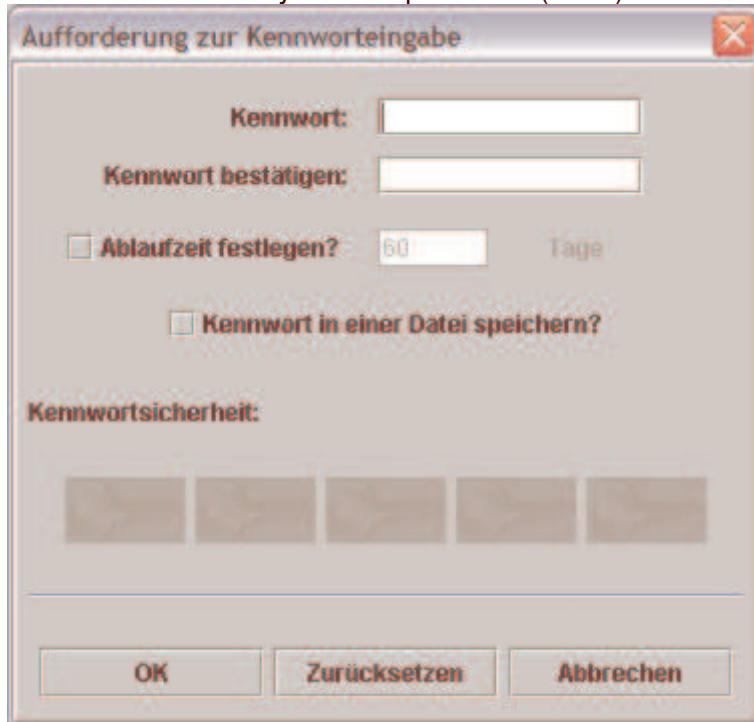 Aufforderung zur Kennworteingabe
Kennwort:
Kennwort bestätigen:
Ablaufzeit festlegen? 60 Tage
Kennwort in einer Datei speichern?
Kennwortsicherheit:
OK Zurücksetzen Abbrechen